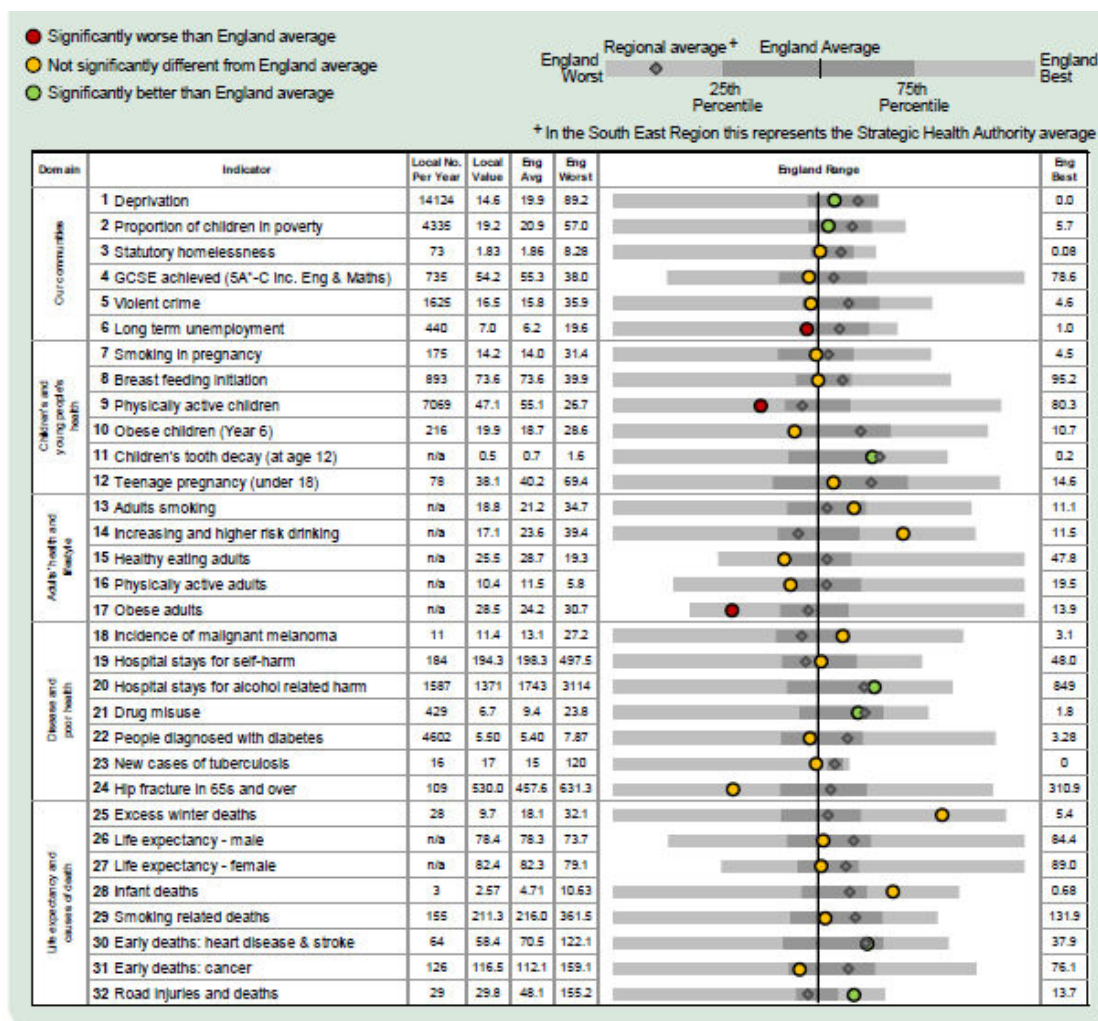 Significantly worse than England average
Not significantly different from England average
Significantly better than England average
Regional average+ England Average
England Worst
England Best
25th Percentile
75th Percentile
+ In the South East Region this represents the Strategic Health Authority average
Domain Indicator Local No. Per Year Local Value Eng Avg Eng Worst England Range Eng Best
Our communities
1 Deprivation 14124 14.6 19.9 89.2 0.0
2 Proportion of children in poverty 4335 19.2 20.9 57.0 5.7
3 Statutory homelessness 73 1.83 1.86 8.28 0.08
4 GCSE achieved (5A*-C inc. Eng & Maths) 735 54.2 55.3 38.0 78.6
5 Violent crime 1625 16.5 15.8 35.9 4.6
6 Long term unemployment 440 7.0 6.2 19.6 1.0
Children's and young people's health
7 Smoking in pregnancy 175 14.2 14.0 31.4 4.5
8 Breast feeding initiation 893 73.6 73.6 39.9 95.2
9 Physically active children 7069 47.1 55.1 26.7 80.3
10 Obese children (Year 6) 216 19.9 18.7 28.6 10.7
11 Children's tooth decay (at age 12) n/a 0.5 0.7 1.6 0.2
12 Teenage pregnancy (under 18) 78 38.1 40.2 69.4 14.6
Adults' health and lifestyle
13 Adults smoking n/a 18.8 21.2 34.7 11.1
14 Increasing and higher risk drinking n/a 17.1 23.6 39.4 11.5
15 Healthy eating adults n/a 25.5 28.7 19.3 47.8
16 Physically active adults n/a 10.4 11.5 5.8 19.5
17 Obese adults n/a 28.5 24.2 30.7 13.9
Disease and poor health
18 Incidence of malignant melanoma 11 11.4 13.1 27.2 3.1
19 Hospital stays for self-harm 184 194.3 198.3 497.5 48.0
20 Hospital stays for alcohol related harm 1587 1371 1743 3114 849
21 Drug misuse 429 6.7 9.4 23.8 1.8
22 People diagnosed with diabetes 4602 5.50 5.40 7.87 3.28
23 New cases of tuberculosis 16 17 15 120 0
24 Hip fracture in 65s and over 109 530.0 457.6 631.3 310.9
Life expectancy and causes of death
25 Excess winter deaths 28 9.7 18.1 32.1 5.4
26 Life expectancy - male n/a 78.4 78.3 73.7 84.4
27 Life expectancy - female n/a 82.4 82.3 79.1 89.0
28 Infant deaths 3 2.57 4.71 10.63 0.68
29 Smoking related deaths 155 211.3 216.0 361.5 131.9
30 Early deaths: heart disease & stroke 64 58.4 70.5 122.1 37.9
31 Early deaths: cancer 126 116.5 112.1 159.1 76.1
32 Road injuries and deaths 29 29.8 48.1 155.2 13.7